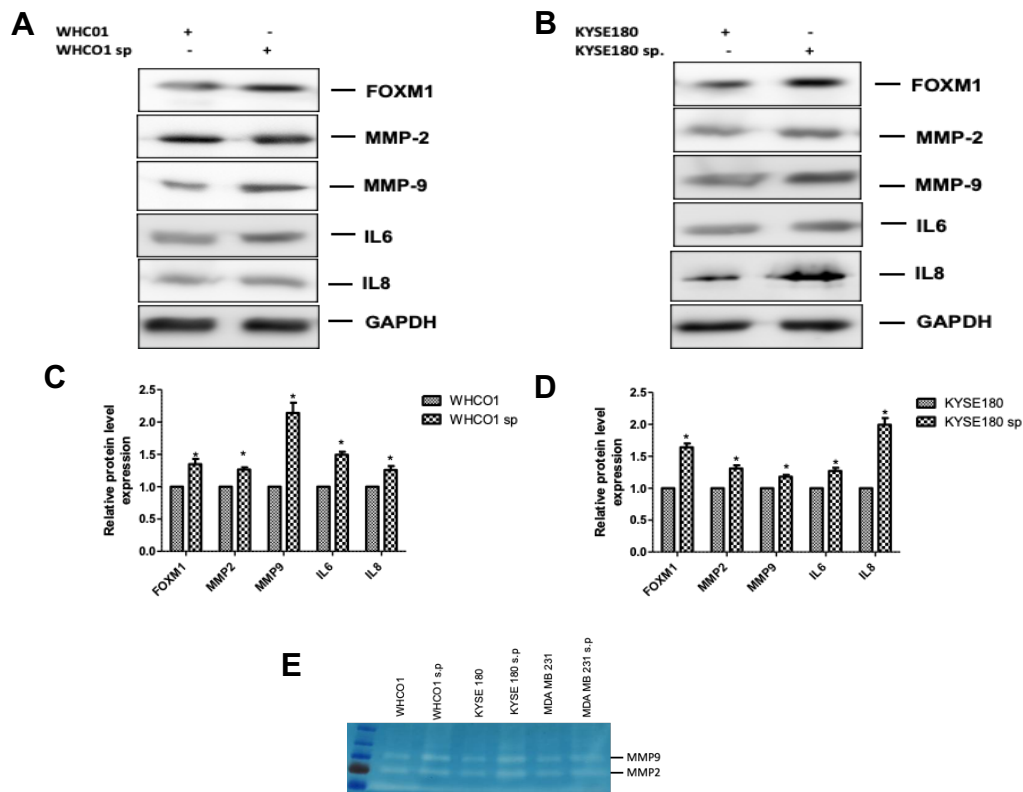 A
WHC01 + -
WHCO1 sp - +
FOXM1
MMP-2
MMP-9
IL6
IL8
GAPDH
B
KYSE180 + -
KYSE180 sp. - +
FOXM1
MMP-2
MMP-9
IL6
IL8
GAPDH
C
Relative protein level
expression
2.5
2.0
1.5
1.0
0.5
0.0
* * * * *
FOXM1 MMP2 MMP9 IL6 IL8
WHCO1
WHCO1 sp
D
Relative protein level
expression
2.5
2.0
1.5
1.0
0.5
0.0
* * * * *
FOXM1 MMP2 MMP9 IL6 IL8
KYSE180
KYSE180 sp
E
WHCO1
WHCO1 s.p
KYSE 180
KYSE 180 s.p
MDA MB 231
MDA MB 231 s.p
MMP9
MMP2